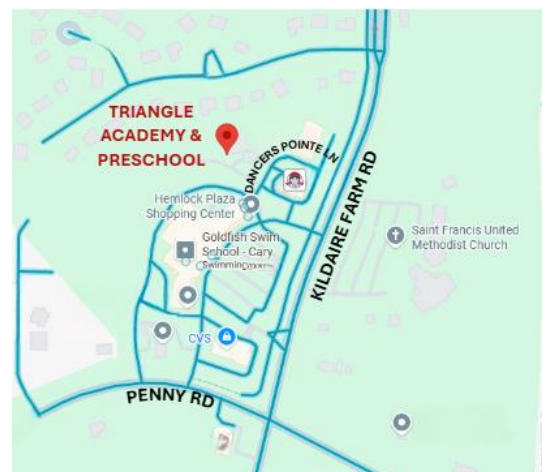 TRIANGLE
ACADEMY &
PRESCHOOL
DANCERS POINTE LN
Hemlock Plaza
Shopping Center
KILDAIRE FARM RD
Goldfish Swim
School - Cary
Saint Francis United
Methodist Church
CVS
PENNY RD